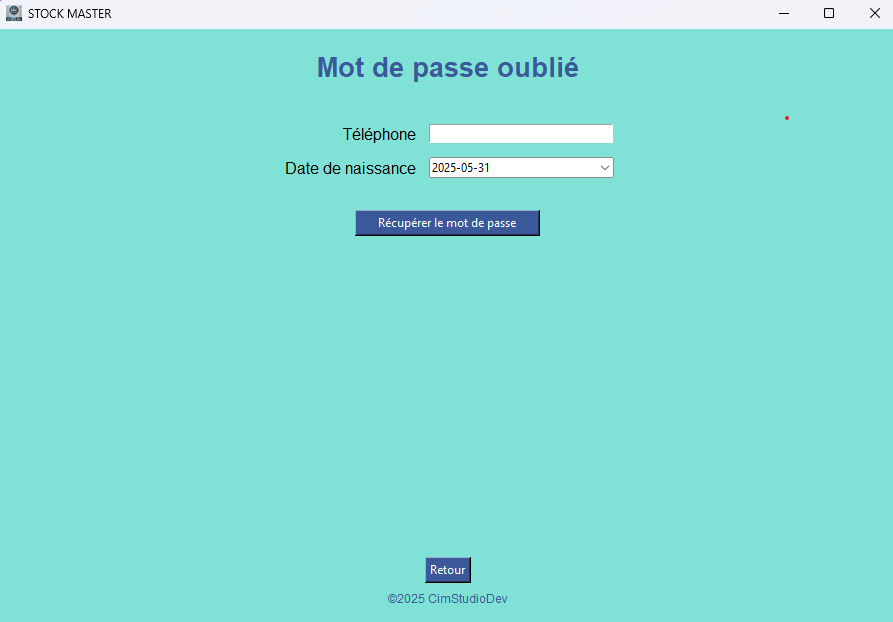 STOCK MASTER
Mot de passe oublié
Téléphone
Date de naissance 2025-05-31
Récupérer le mot de passe
Retour
©2025 CimStudioDev